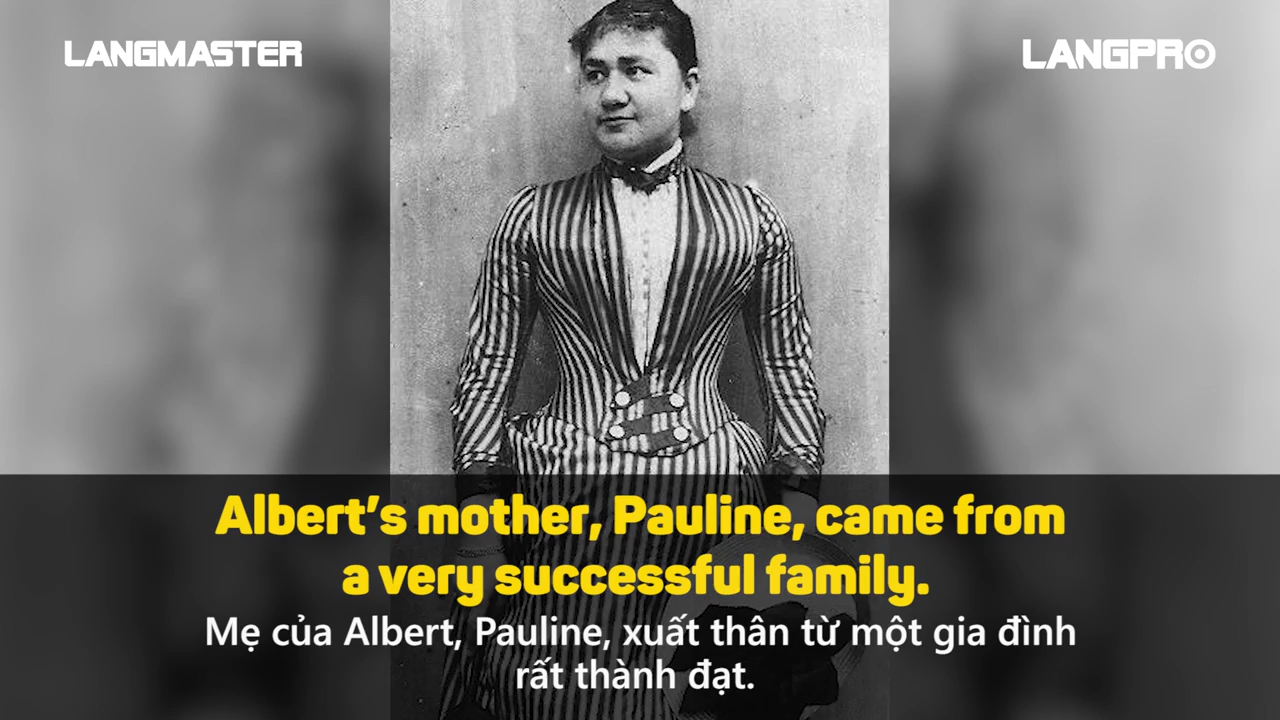 LANGMASTER
LANGPRO
Albert's mother, Pauline, came from
a very successful family.
Mẹ của Albert, Pauline, xuất thân từ một gia đình
rất thành đạt.